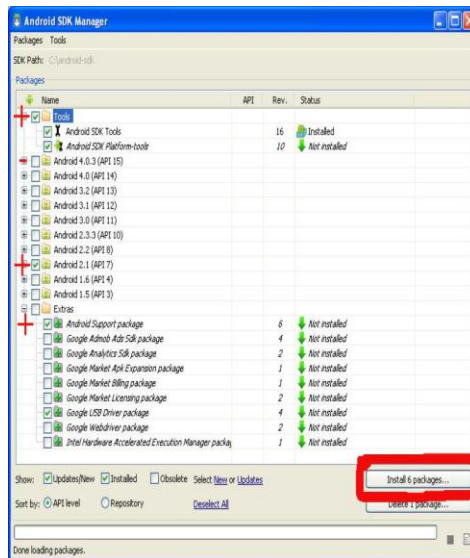 Android SDK Manager
Packages Tools
SDK Path: C:\android-sdk
Packages
Name API Rev. Status
Tools
Android SDK Tools 16 Installed
Android SDK Platform-tools 10 Not installed
Android 4.0.3 (API 15)
Android 4.0 (API 14)
Android 3.2 (API 13)
Android 3.1 (API 12)
Android 3.0 (API 11)
Android 2.3.3 (API 10)
Android 2.2 (API 8)
Android 2.1 (API 7)
Android 1.6 (API 4)
Android 1.5 (API 3)
Extras
Android Support package 6 Not installed
Google Admob Ads Sdk package 4 Not installed
Google Analytics Sdk package 2 Not installed
Google Market Apk Expansion package 1 Not installed
Google Market Billing package 1 Not installed
Google Market Licensing package 2 Not installed
Google USB Driver package 4 Not installed
Google Webdriver package 2 Not installed
Intel Hardware Accelerated Execution Manager packag 1 Not installed
Show: Updates/New Installed Obsolete Select New or Updates Install 6 packages...
Sort by: API level Repository Deselect All Delete 1 package...
Done loading packages.